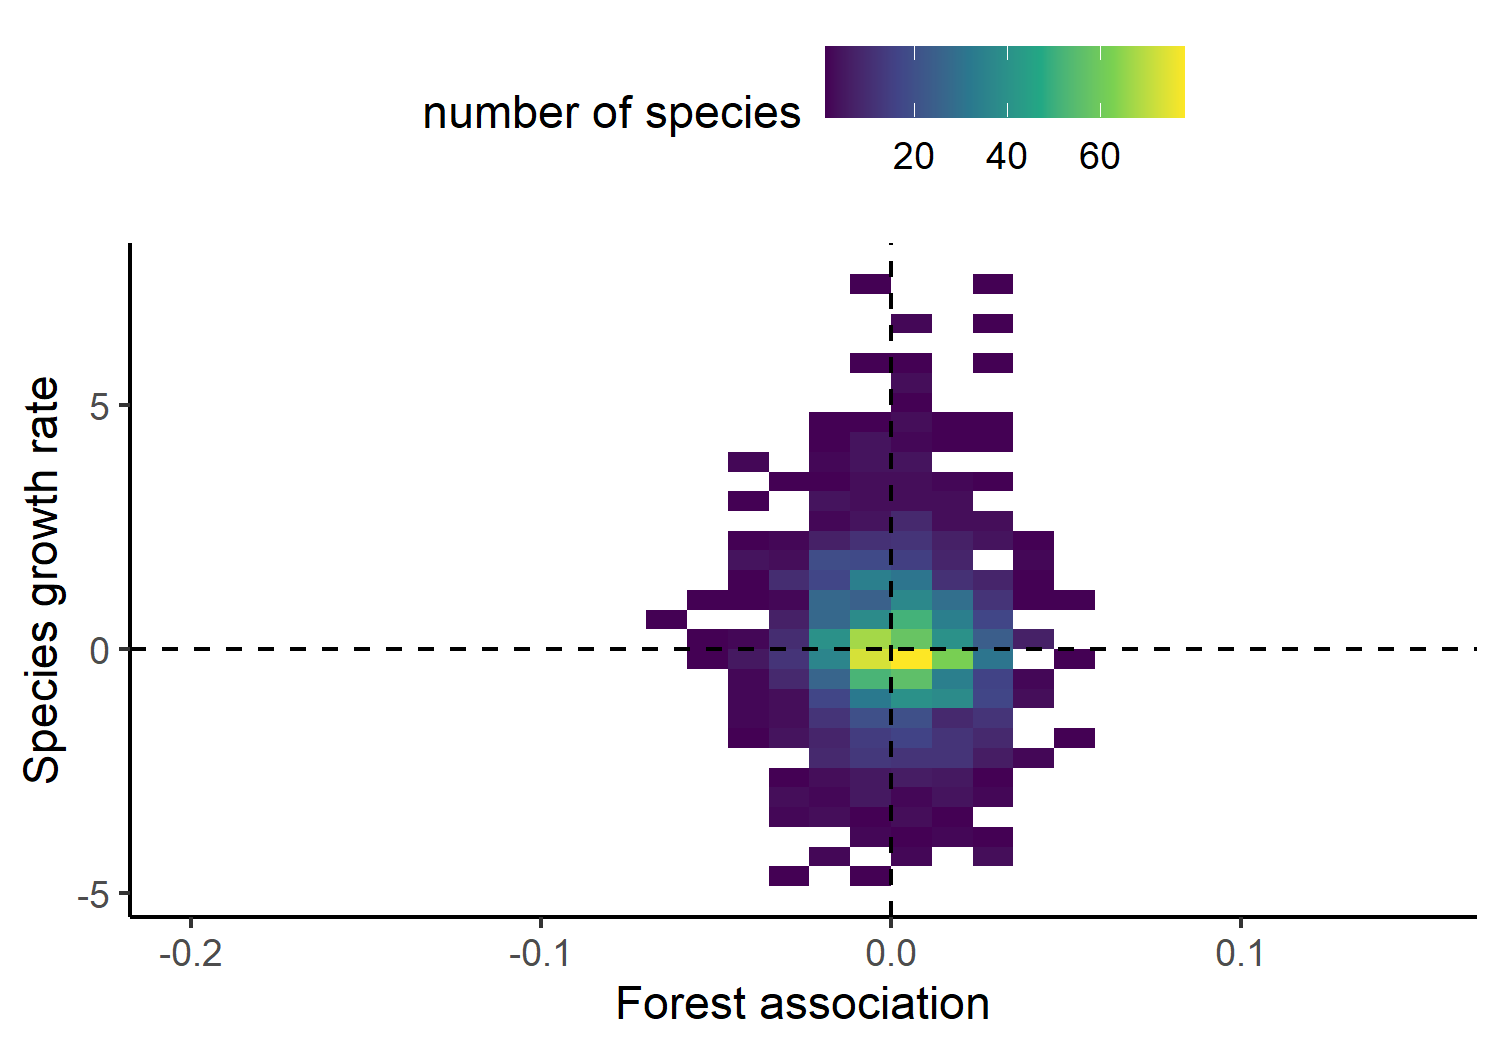 number of species
20 40 60
Species growth rate
5
0
-5
-0.2 -0.1 0.0 0.1
Forest association